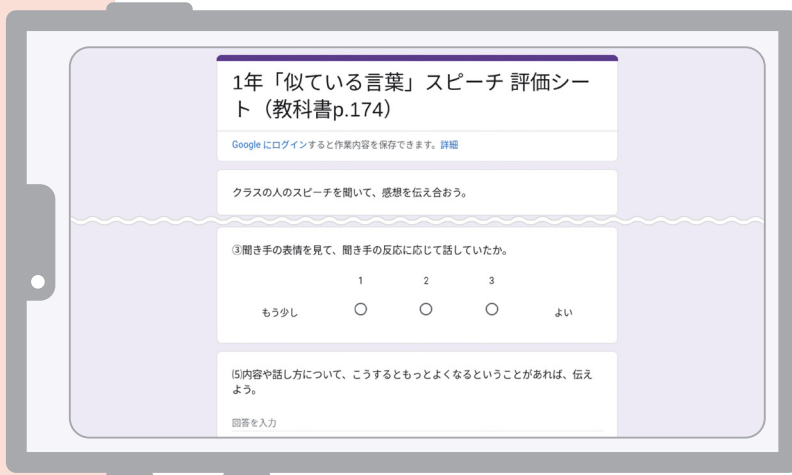 1年「似ている言葉」スピーチ 評価シー
ト（教科書p.174）
Google にログインすると作業内容を保存できます。詳細
クラスの人のスピーチを聞いて、感想を伝え合おう。
③聞き手の表情を見て、聞き手の反応に応じて話していたか。
1 2 3
もう少し よい
⑸内容や話し方について、こうするともっとよくなるということがあれば、伝え
よう。
回答を入力